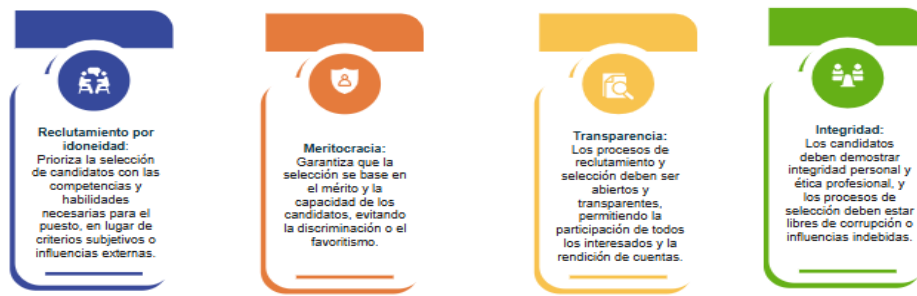 Reclutamiento por
idoneidad:
Prioriza la selección
de candidatos con las
competencias y
habilidades
necesarias para el
puesto, en lugar de
criterios subjetivos o
influencias externas.
Meritocracia:
Garantiza que la
selección se base en
el mérito y la
capacidad de los
candidatos, evitando
la discriminación o el
favoritismo.
Transparencia:
Los procesos de
reclutamiento y
selección deben ser
abiertos y
transparentes,
permitiendo la
participación de todos
los interesados y la
rendición de cuentas.
Integridad:
Los candidatos
deben demostrar
integridad personal y
ética profesional, y
los procesos de
selección deben estar
libres de corrupción o
influencias indebidas.